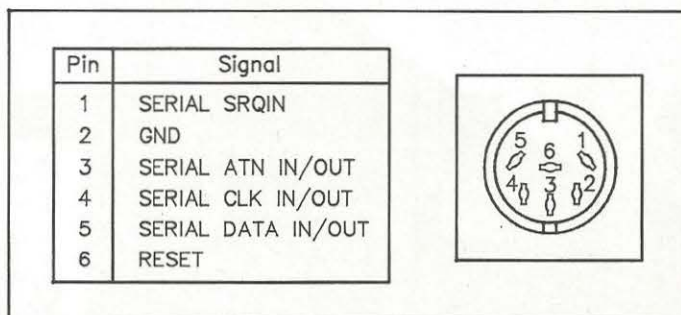 Pin Signal
1 SERIAL SRQIN
2 GND
3 SERIAL ATN IN/OUT
4 SERIAL CLK IN/OUT
5 SERIAL DATA IN/OUT
6 RESET
5 6 1
4 3 2